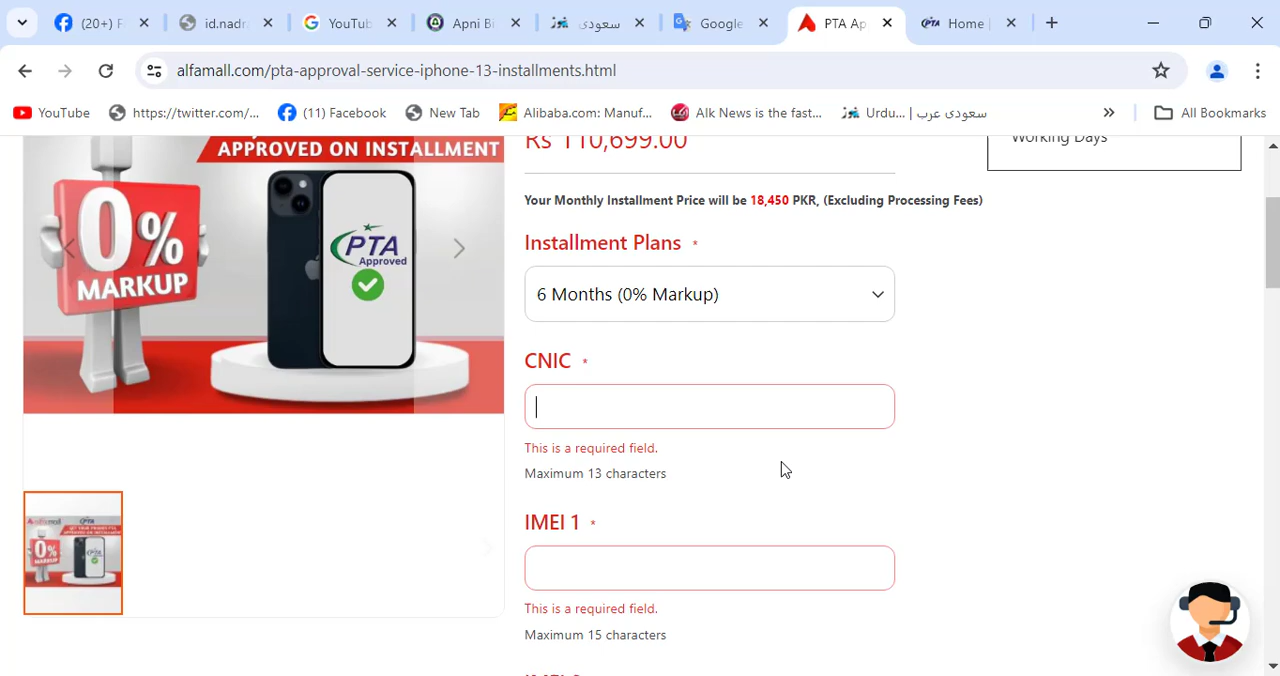 (20+) F
id.nadr
YouTub
Apni Bi
سعودی
Google
PTA Ap
PTA
Home |
alfamall.com/pta-approval-service-iphone-13-installments.html
YouTube
https://twitter.com/...
(11) Facebook
New Tab
Alibaba.com: Manuf...
Alk News is the fast...
Urdu... | سعودی عرب
»
All Bookmarks
APPROVED ON INSTALLMENT
0%
MARKUP
PTA
Approved
Rs 110,699.00
Working Days
Your Monthly Installment Price will be 18,450 PKR, (Excluding Processing Fees)
Installment Plans *
6 Months (0% Markup)
CNIC *
This is a required field.
Maximum 13 characters
IMEI 1 *
This is a required field.
Maximum 15 characters